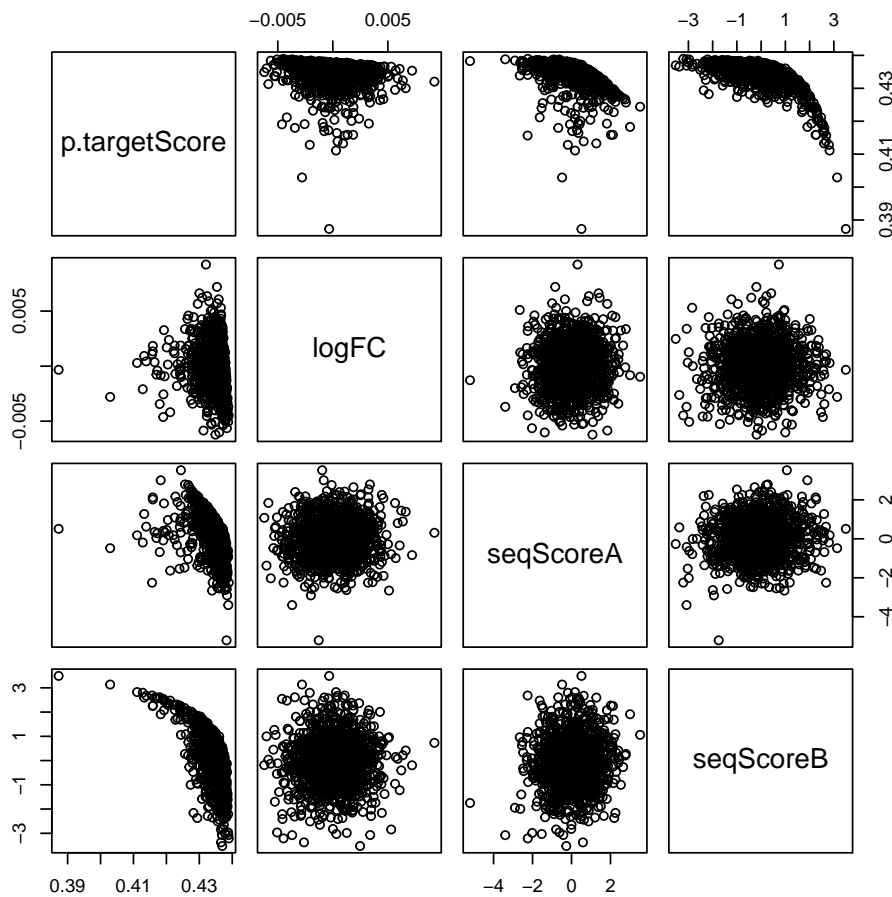 −0.005 0.005 −3 −1 1 3
p.targetScore 0.39 0.41 0.43
−0.005 0.005 logFC
seqScoreA −4 −2 0 2
−3 −1 1 3 seqScoreB
0.39 0.41 0.43 −4 −2 0 2